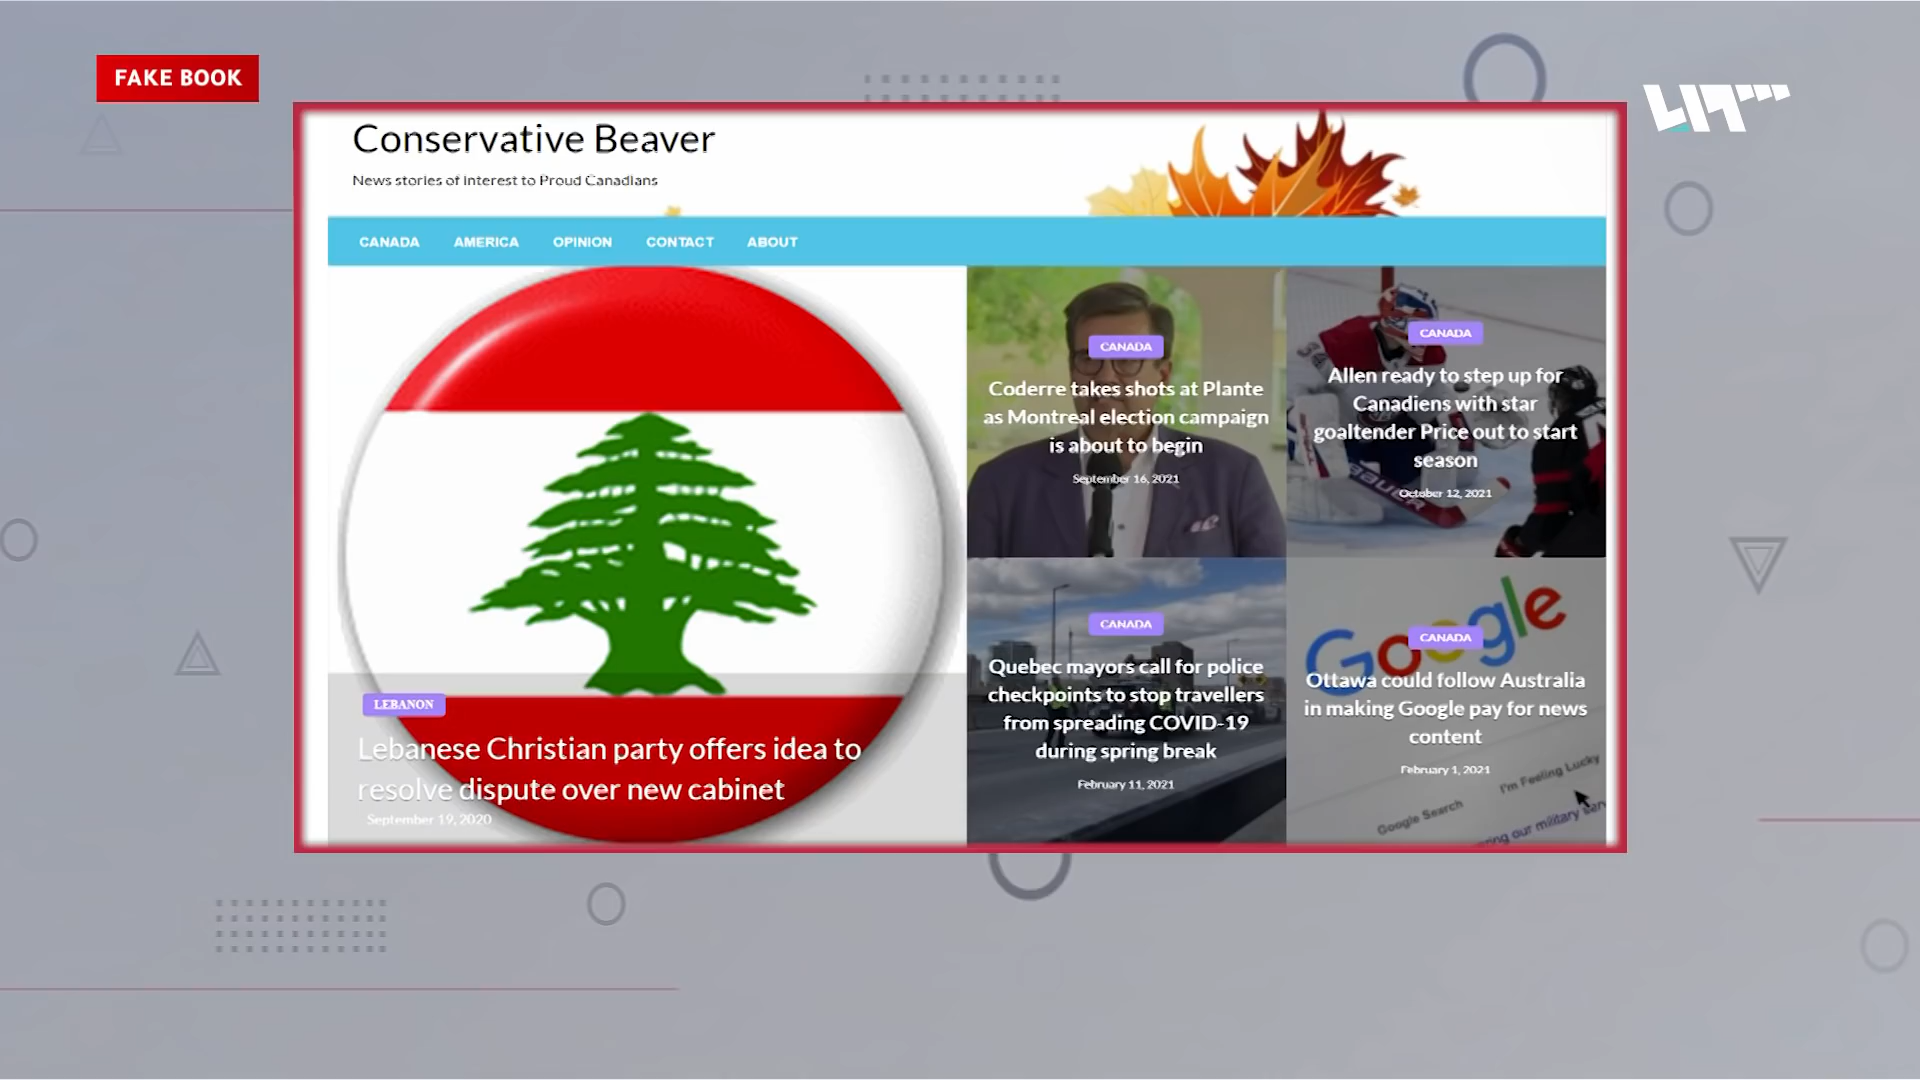 FAKE BOOK
Conservative Beaver
News stories of interest to Proud Canadians
CANADA AMERICA OPINION CONTACT ABOUT
LEBANON
Lebanese Christian party offers idea to
resolve dispute over new cabinet
September 19, 2020
CANADA
Coderre takes shots at Plante
as Montreal election campaign
is about to begin
September 16, 2021
CANADA
Allen ready to step up for
Canadiens with star
goaltender Price out to start
season
October 12, 2021
BAUER
CANADA
Quebec mayors call for police
checkpoints to stop travellers
from spreading COVID-19
during spring break
February 11, 2021
Google
CANADA
Ottawa could follow Australia
in making Google pay for news
content
February 1, 2021
Google Search I'm Feeling Lucky
our military